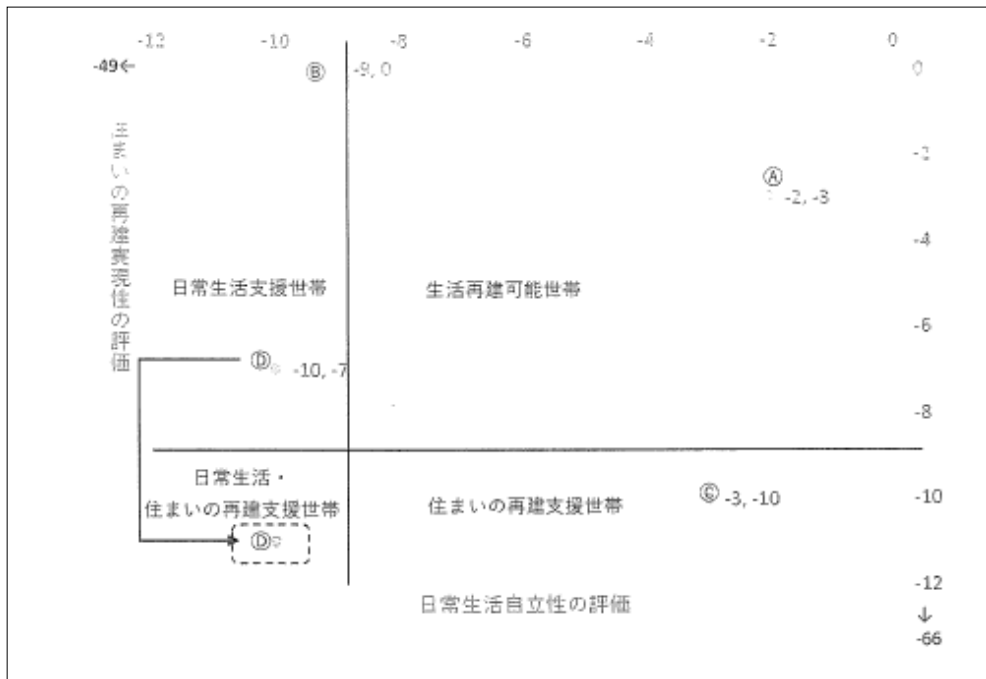 -12 -10 -8 -6 -4 -2 0
-49← Ⓑ -9, 0 0
住まいの再建実現性の評価
-2
Ⓐ
-2, -3
-4
日常生活支援世帯 生活再建可能世帯
-6
Ⓓ -10, -7
-8
日常生活・
住まいの再建支援世帯
住まいの再建支援世帯
Ⓒ -3, -10
-10
Ⓓ
-12
日常生活自立性の評価
↓
-66